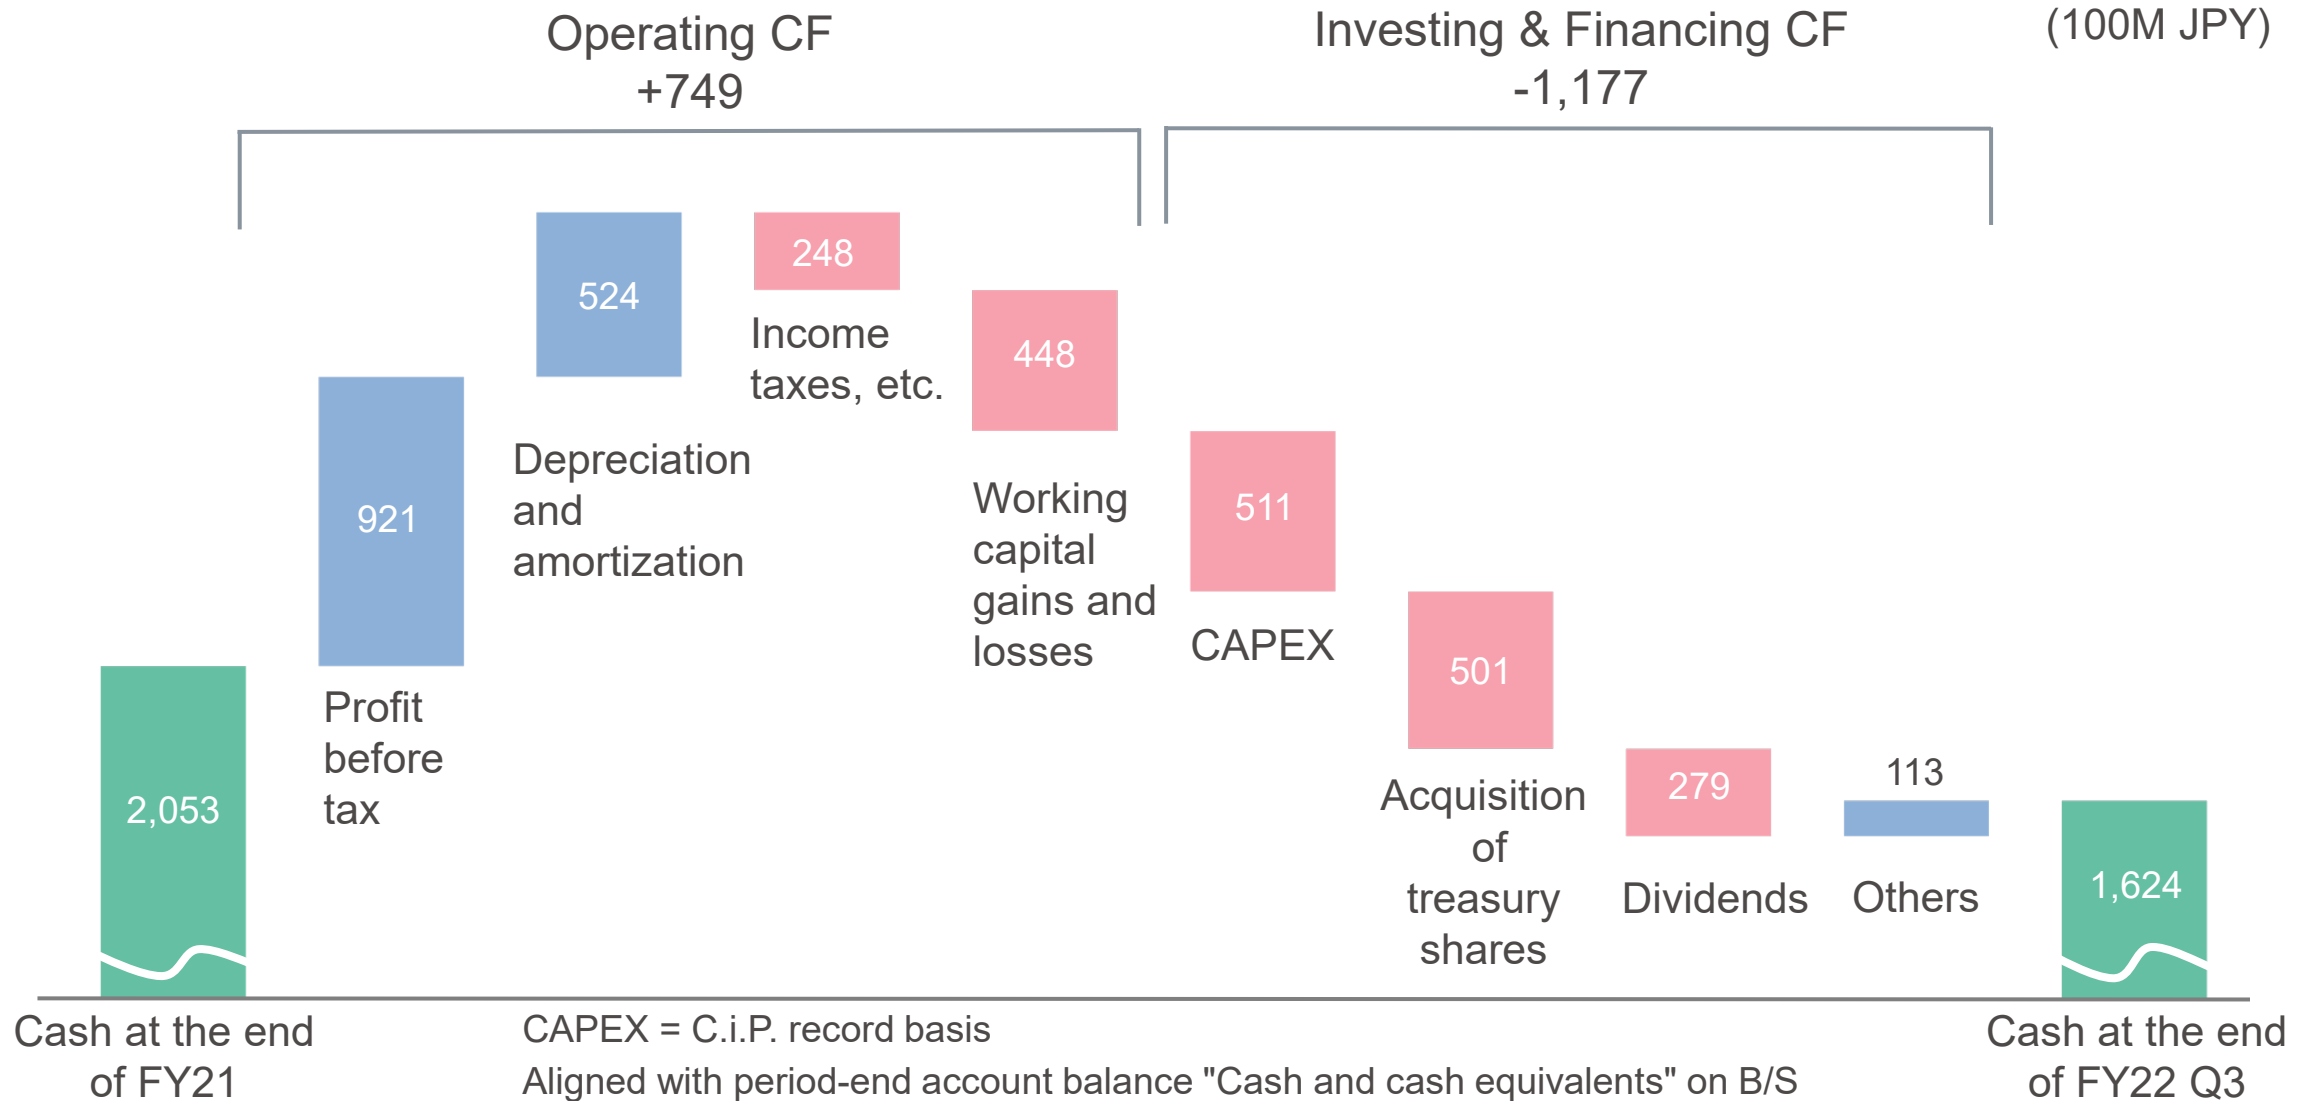 Operating CF
+749
Investing & Financing CF
-1,177
(100M JPY)
248
524
Income
taxes, etc.
448
Depreciation
and
amortization
921
Working
capital
gains and
losses
511
CAPEX
501
Profit
before
tax
2,053
Acquisition
of
treasury
shares
279
Dividends
113
Others
1,624
Cash at the end
of FY21
CAPEX = C.i.P. record basis
Aligned with period-end account balance "Cash and cash equivalents" on B/S
Cash at the end
of FY22 Q3